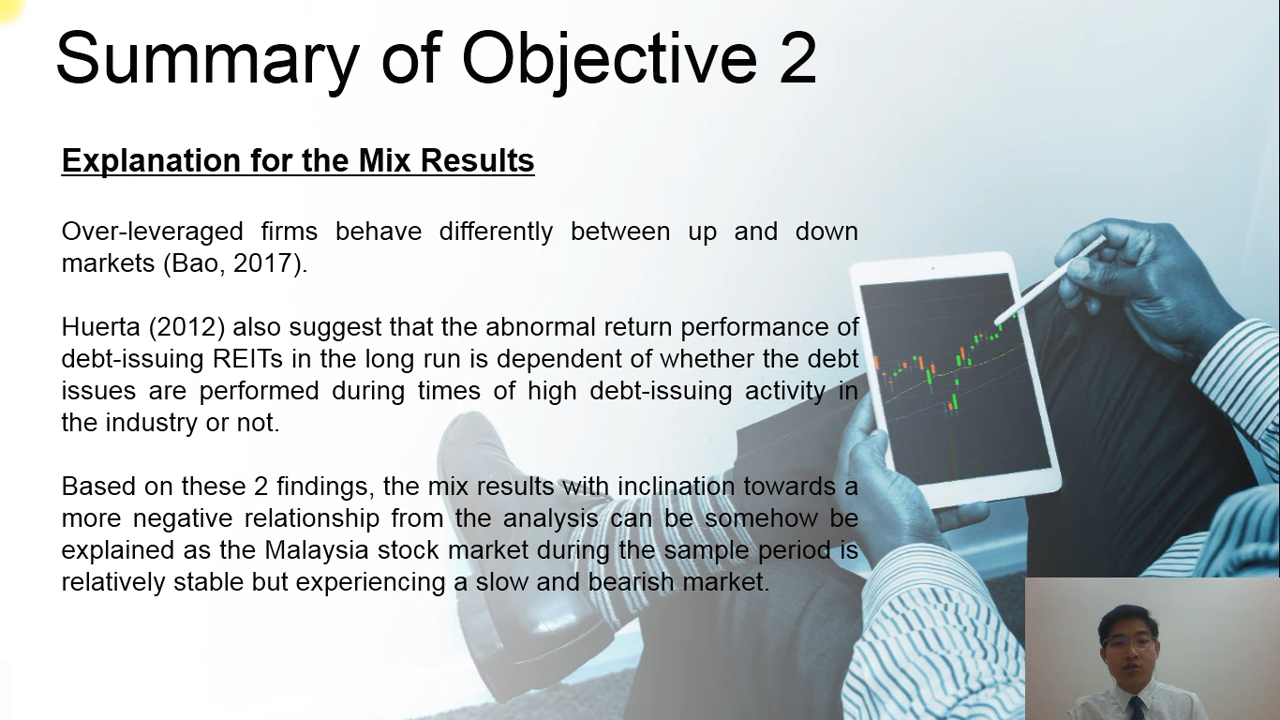 Summary of Objective 2
Explanation for the Mix Results
Over-leveraged firms behave differently between up and down
markets (Bao, 2017).
Huerta (2012) also suggest that the abnormal return performance of
debt-issuing REITs in the long run is dependent of whether the debt
issues are performed during times of high debt-issuing activity in
the industry or not.
Based on these 2 findings, the mix results with inclination towards a
more negative relationship from the analysis can be somehow be
explained as the Malaysia stock market during the sample period is
relatively stable but experiencing a slow and bearish market.